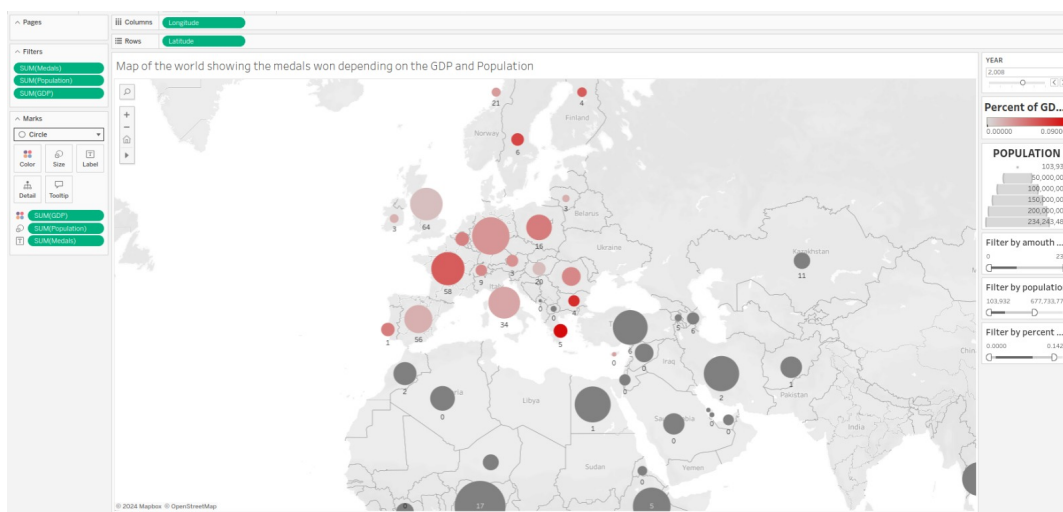 Pages
Columns
Longitude
Rows
Latitude
Filters
SUM(Medals)
SUM(Population)
SUM(GDP)
Marks
Circle
Color
Size
Label
Detail
Tooltip
SUM(GDP)
SUM(Population)
SUM(Medals)
Map of the world showing the medals won depending on the GDP and Population
21
4
Finland
Norway
6
3
64
3
Belarus
16
Ukraine
Kazakhstan
11
58
9
3
20
0
0
4
34
56
1
5
6
5
6
0
0
Iraq
0
2
1
Pakistan
2
0
Libya
1
0
0
0
India
Sudan
0
Yemen
17
5
0
© 2024 Mapbox © OpenStreetMap
YEAR
2,008
Percent of GD...
0.00000
0.0900
POPULATION
103,93
50,000,00
100,000,00
150,000,00
200,000,00
234,243,48
Filter by amouth ...
0
23
Filter by populatio
103,932
677,733,77
Filter by percent ...
0.0000
0.142